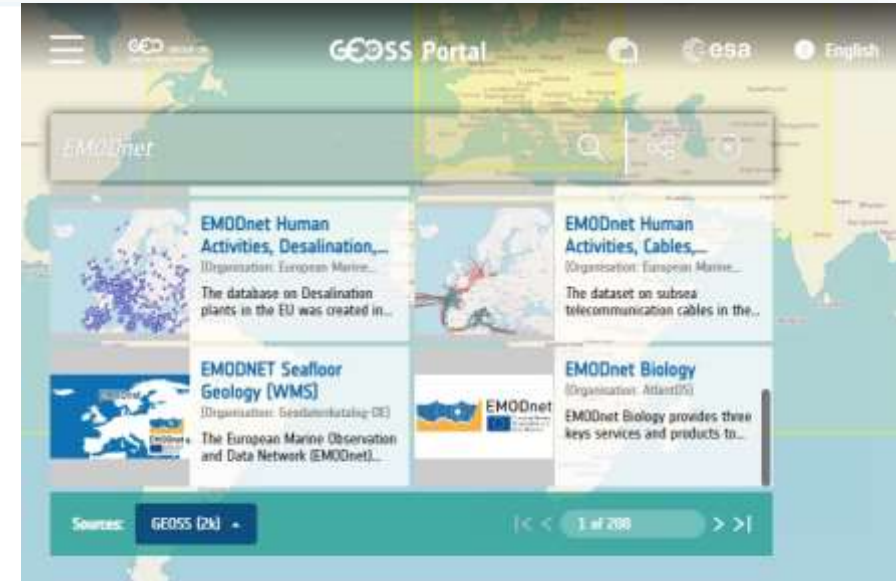 GEO
GEOSS Portal
esa
English
EMODnet
EMODnet Human
Activities, Desalination,...
(Organisation: European Marine...
The database on Desalination
plants in the EU was created in...
EMODnet Human
Activities, Cables,...
(Organisation: European Marine...
The dataset on subsea
telecommunication cables in the...
EMODNET Seafloor
Geology (WMS)
(Organisation: Geodatenkatalog-DE)
The European Marine Observation
and Data Network (EMODnet)...
EMODnet
EMODnet Biology
(Organisation: AtlantOS)
EMODnet Biology provides three
keys services and products to...
Sources:
GEOSS (2k)
|< <
1 of 208
> >|